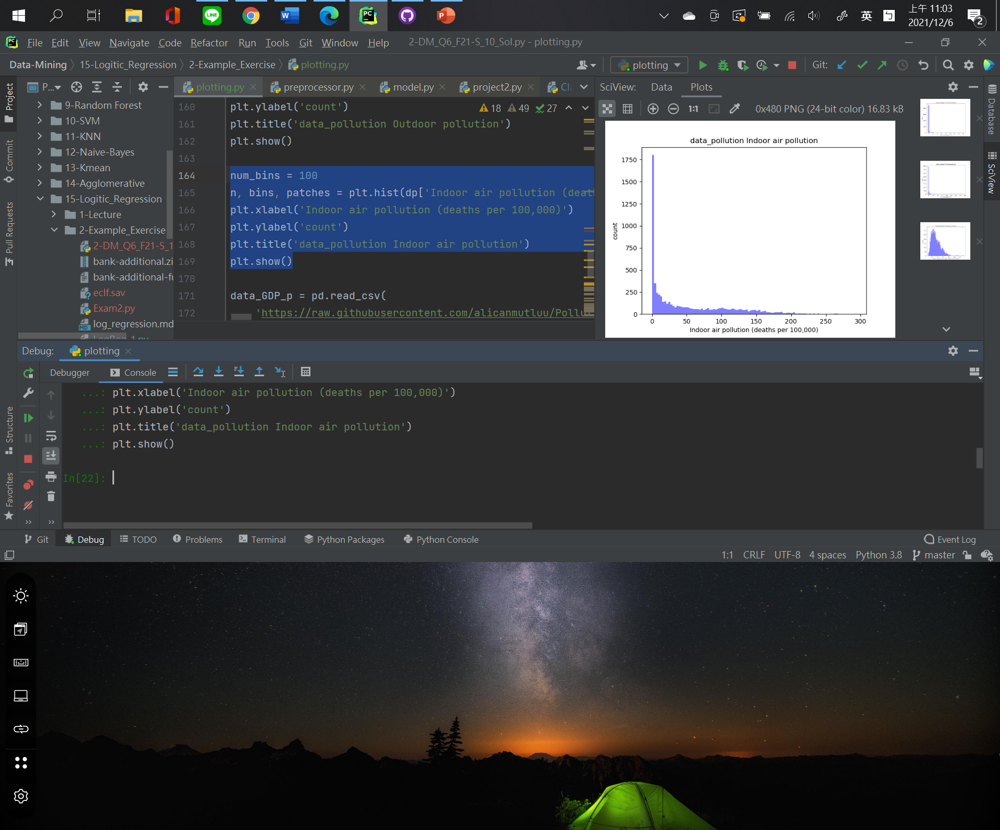 上午 11:03
英
2021/12/6
2
File Edit View Navigate Code Refactor Run Tools Git Window Help 2-DM_Q6_F21-S_10_Sol.py - plotting.py
Data-Mining 15-Logitic_Regression 2-Example_Exercise plotting.py plotting Git:
Project
Commit
Pull Requests
Structure
Favorites
P...
9-Random Forest
10-SVM
11-KNN
12-Naive-Bayes
13-Kmean
14-Agglomerative
15-Logitic_Regression
1-Lecture
2-Example_Exercise
2-DM_Q6_F21-S_1
bank-additional.zi
bank-additional-fu
eclf.sav
Exam2.py
log_regression.md
plotting.py preprocessor.py model.py project2.py Cl
18 49 27
160 plt.ylabel('count')
161 plt.title('data_pollution Outdoor pollution')
162 plt.show()
163
164 num_bins = 100
165 n, bins, patches = plt.hist(dp['Indoor air pollution (deat
166 plt.xlabel('Indoor air pollution (deaths per 100,000)')
167 plt.ylabel('count')
168 plt.title('data_pollution Indoor air pollution')
169 plt.show()
170
171 data_GDP_p = pd.read_csv(
172 'https://raw.githubusercontent.com/alicanmutluu/Pollu
SciView: Data Plots
1:1 0x480 PNG (24-bit color) 16.83 kB
data_pollution Indoor air pollution
1750
1500
1250
1000
750
500
250
0
count
0 50 100 150 200 250 300
Indoor air pollution (deaths per 100,000)
Database
SciView
Debug: plotting
Debugger Console
...: plt.xlabel('Indoor air pollution (deaths per 100,000)')
...: plt.ylabel('count')
...: plt.title('data_pollution Indoor air pollution')
...: plt.show()
In[22]:
Git Debug TODO Problems Terminal Python Packages Python Console Event Log
1:1 CRLF UTF-8 4 spaces Python 3.8 master